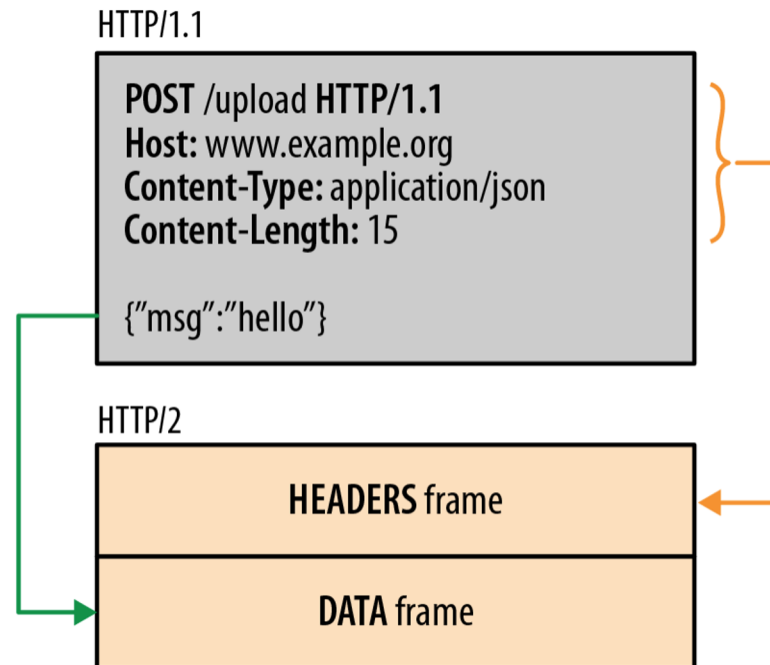 HTTP/1.1
POST /upload HTTP/1.1
Host: www.example.org
Content-Type: application/json
Content-Length: 15
{”msg”:”hello”}
HTTP/2
HEADERS frame
DATA frame